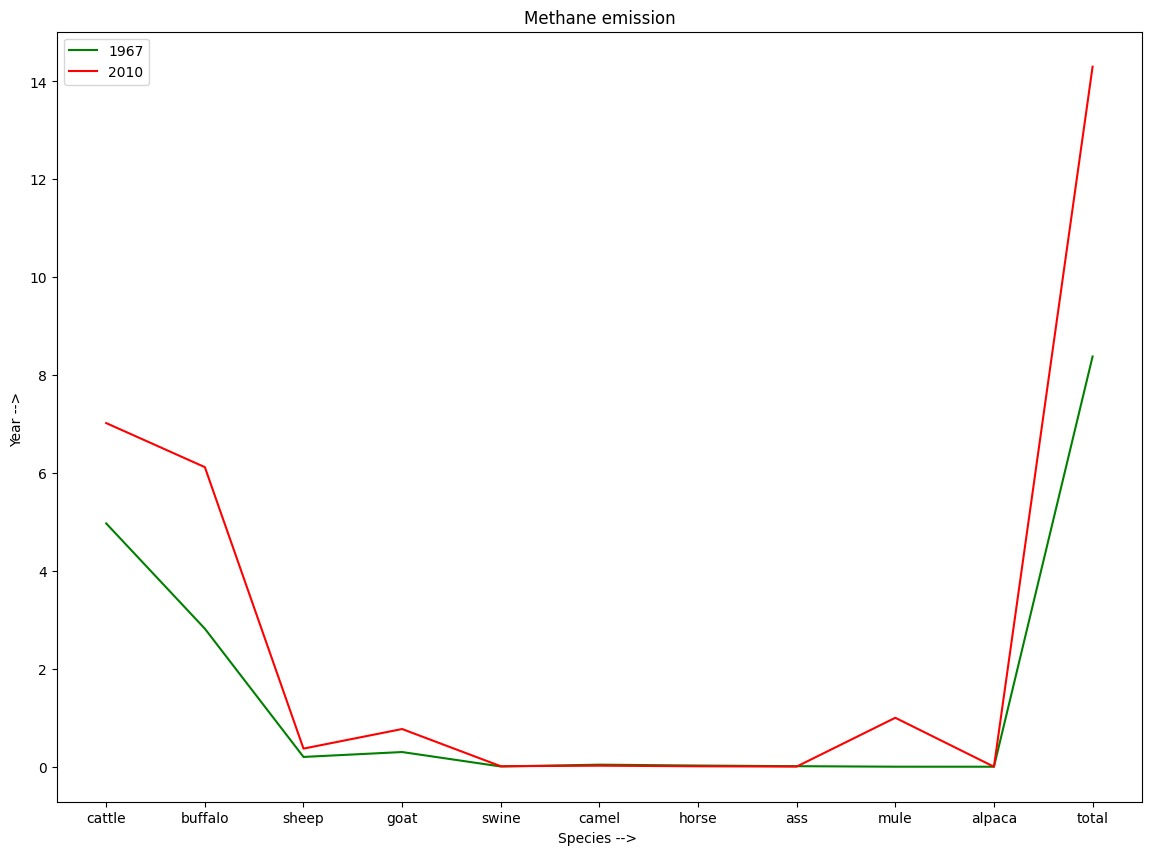 Methane emission
1967
2010
14
12
10
8
6
4
2
0
Year -->
cattle buffalo sheep goat swine camel horse ass mule alpaca total
Species -->